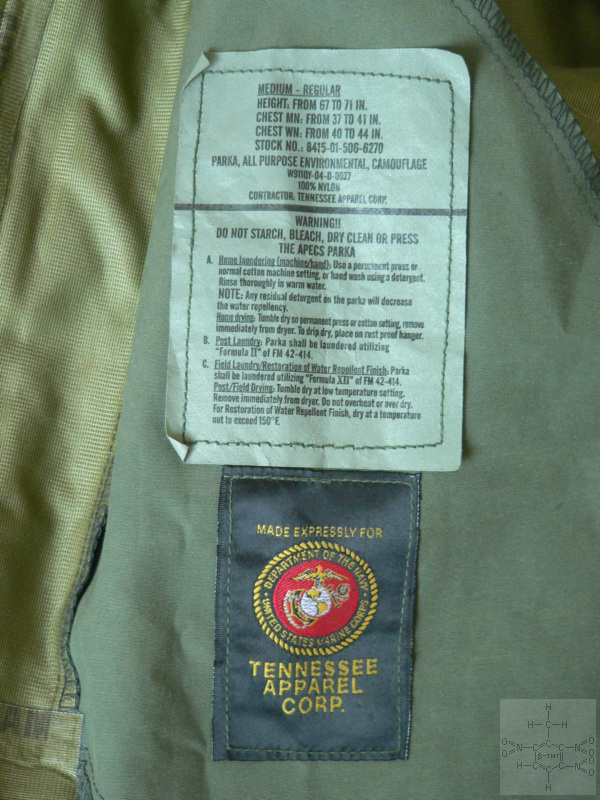 MEDIUM - REGULAR
HEIGHT: FROM 67 TO 71 IN.
CHEST MN: FROM 37 TO 41 IN.
CHEST WN: FROM 40 TO 44 IN.
STOCK NO.: 8415-01-506-6270
PARKA, ALL PURPOSE ENVIRONMENTAL, CAMOUFLAGE
W911QY-04-D-0027
100% NYLON
CONTRACTOR: TENNESSEE APPAREL CORP.
WARNING!!
DO NOT STARCH, BLEACH, DRY CLEAN OR PRESS
THE APECS PARKA
A. Home laundering (machine/hand): Use a permanent press or
normal cotton machine setting, or hand wash using a detergent.
Rinse thoroughly in warm water.
NOTE: Any residual detergent on the parka will decrease
the water repellency.
Home drying: Tumble dry on permanent press or cotton setting, remove
immediately from dryer. To drip dry, place on rust proof hanger.
B. Post Laundry: Parka shall be laundered utilizing
"Formula II" of FM 42-414.
C. Field Laundry/Restoration of Water Repellent Finish: Parka
shall be laundered utilizing "Formula XII" of FM 42-414.
Post/Field Drying: Tumble dry at low temperature setting.
Remove immediately from dryer. Do not overheat or over dry.
For Restoration of Water Repellent Finish, dry at a temperature
not to exceed 150°F.
MADE EXPRESSLY FOR
DEPARTMENT OF THE NAVY
UNITED STATES MARINE CORPS
TENNESSEE
APPAREL
CORP.
H
H-C-H
O N C C C N O
O C S-TNT C O
H C C C N O
H